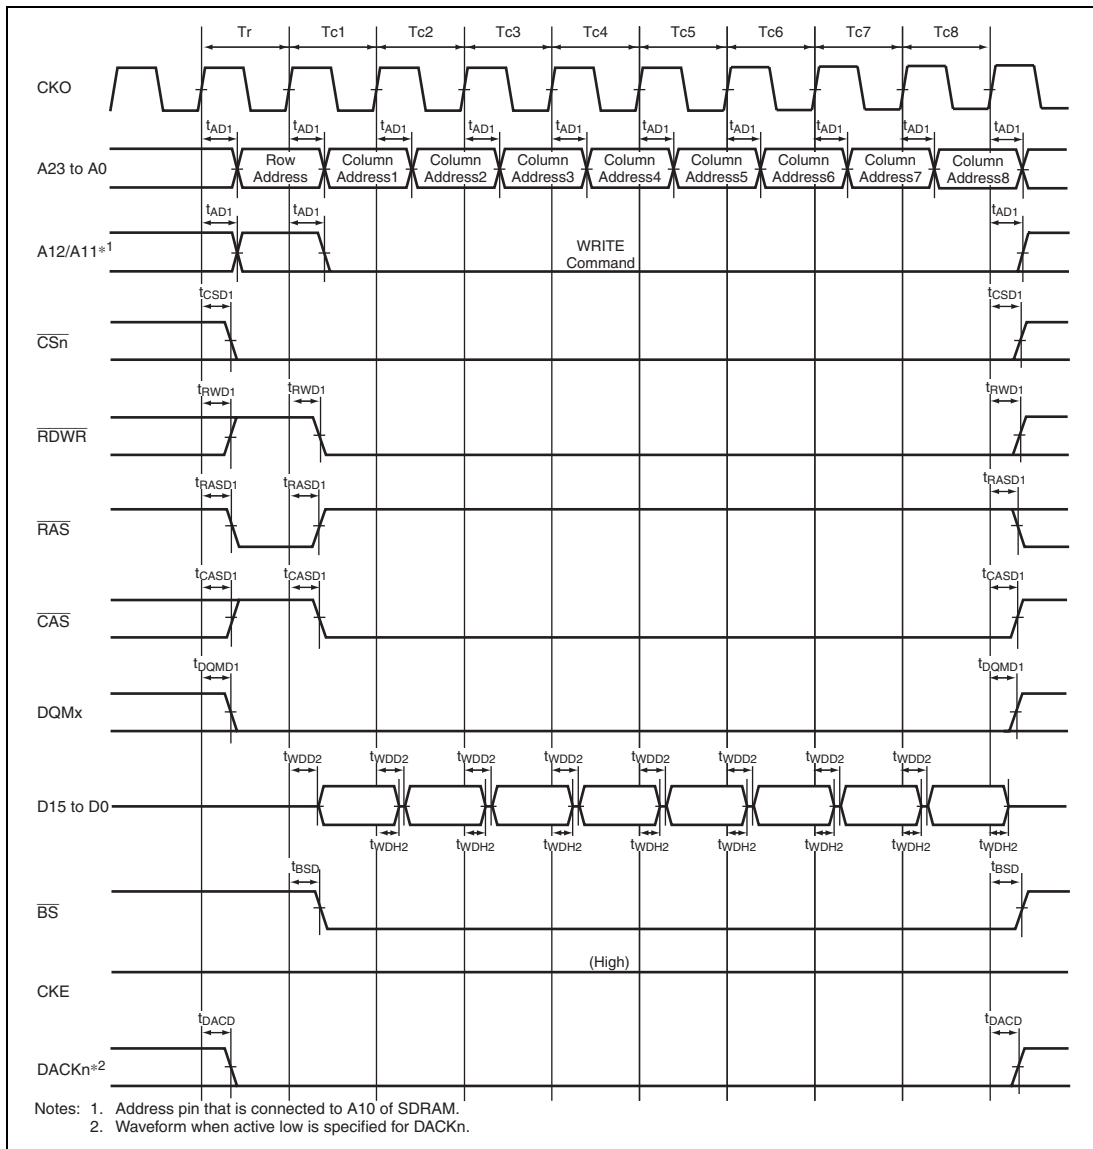 Tr Tc1 Tc2 Tc3 Tc4 Tc5 Tc6 Tc7 Tc8
CKO
tAD1 tAD1 tAD1 tAD1 tAD1 tAD1 tAD1 tAD1 tAD1 tAD1
A23 to A0
Row Address
Column Address1
Column Address2
Column Address3
Column Address4
Column Address5
Column Address6
Column Address7
Column Address8
tAD1 tAD1 tAD1
A12/A11*1
WRITE
Command
tCSD1 tCSD1
CSn
tRWD1 tRWD1 tRWD1
RDWR
tRASD1 tRASD1 tRASD1
RAS
tCASD1 tCASD1 tCASD1
CAS
tDQMD1 tDQMD1
DQMx
tWDD2 tWDD2 tWDD2 tWDD2 tWDD2 tWDD2 tWDD2 tWDD2
D15 to D0
tWDH2 tWDH2 tWDH2 tWDH2 tWDH2 tWDH2 tWDH2 tWDH2
tBSD tBSD
BS
(High)
CKE
tDACD tDACD
DACKn*2
Notes: 1. Address pin that is connected to A10 of SDRAM.
2. Waveform when active low is specified for DACKn.